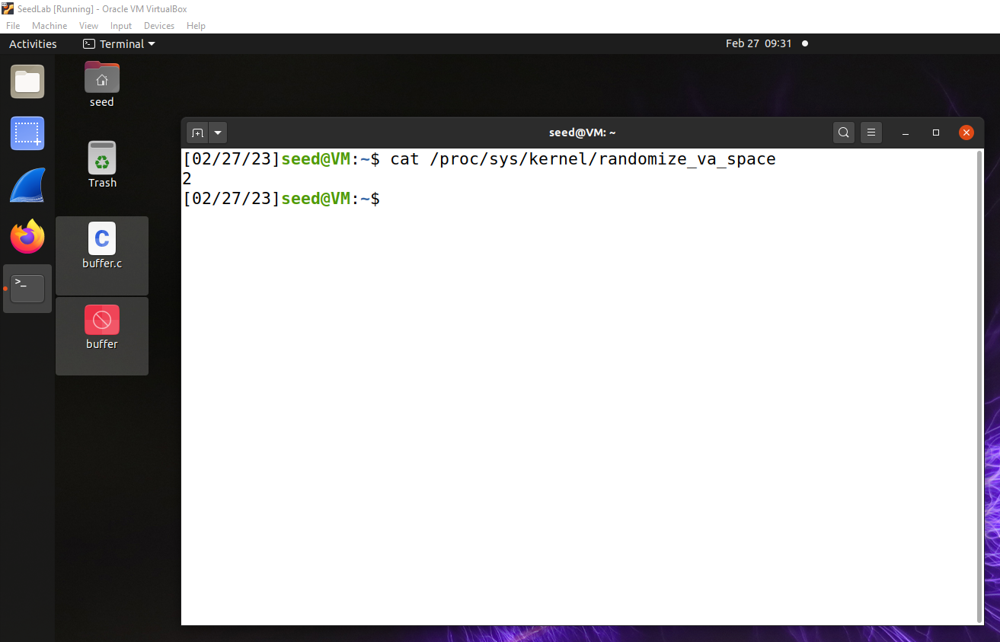 SeedLab [Running] - Oracle VM VirtualBox
File Machine View Input Devices Help
Activities Terminal Feb 27 09:31
seed
Trash
buffer.c
buffer
seed@VM: ~
[02/27/23]seed@VM:~$ cat /proc/sys/kernel/randomize_va_space
2
[02/27/23]seed@VM:~$